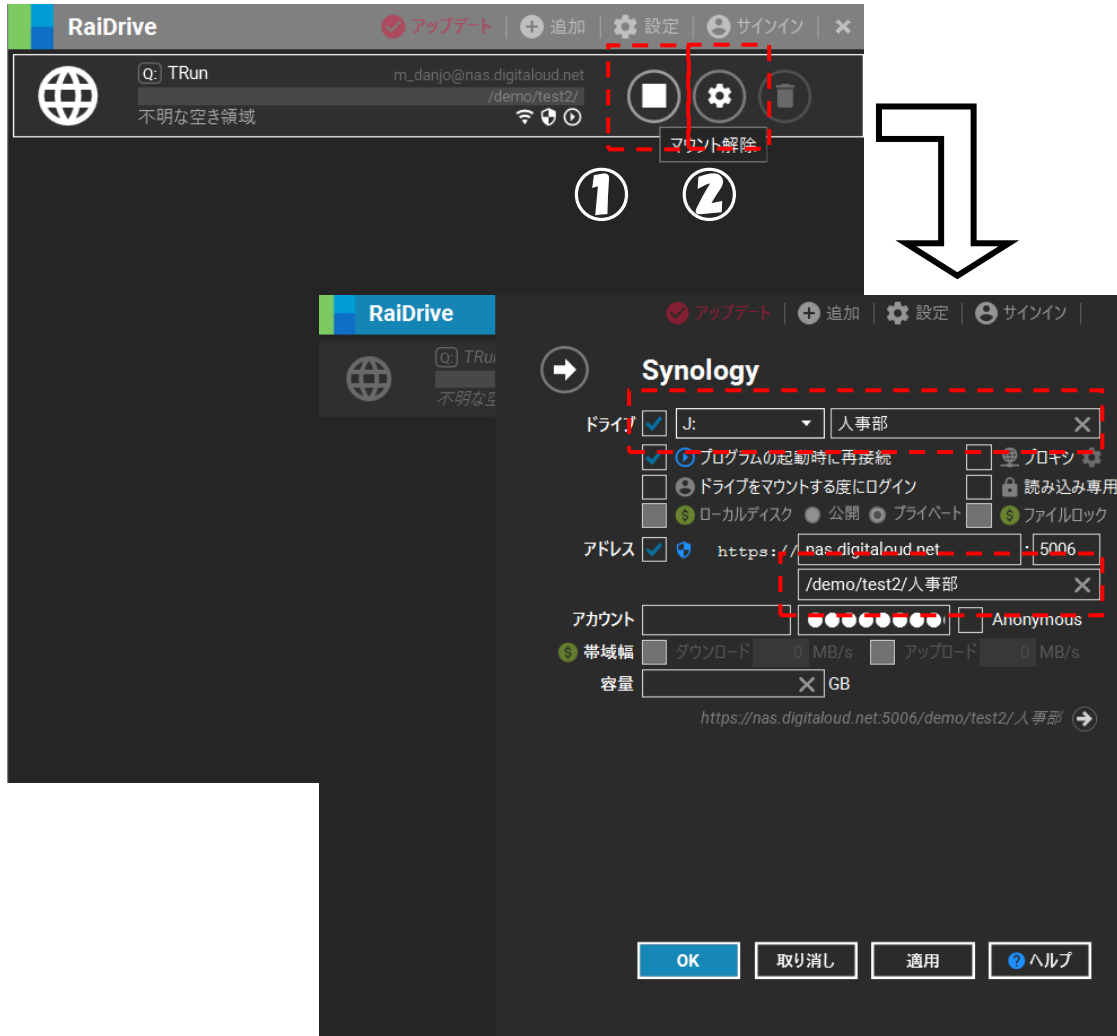 RaiDrive アップデート 追加 設定 サインイン
Q: TRun m_danjo@nas.digitaloud.net
/demo/test2/
不明な空き領域
マウント解除
① ②
RaiDrive アップデート 追加 設定 サインイン
Q: TRu
不明な空
Synology
ドライブ J: 人事部
プログラムの起動時に再接続 プロキシ
ドライブをマウントする度にログイン 読み込み専用
$ ローカルディスク 公開 プライベート $ ファイルロック
アドレス https:// nas.digitaloud.net : 5006
/demo/test2/人事部
アカウント Anonymous
$ 帯域幅 ダウンロード 0 MB/s アップロード 0 MB/s
容量 GB
https://nas.digitaloud.net:5006/demo/test2/人事部
OK 取り消し 適用 ? ヘルプ